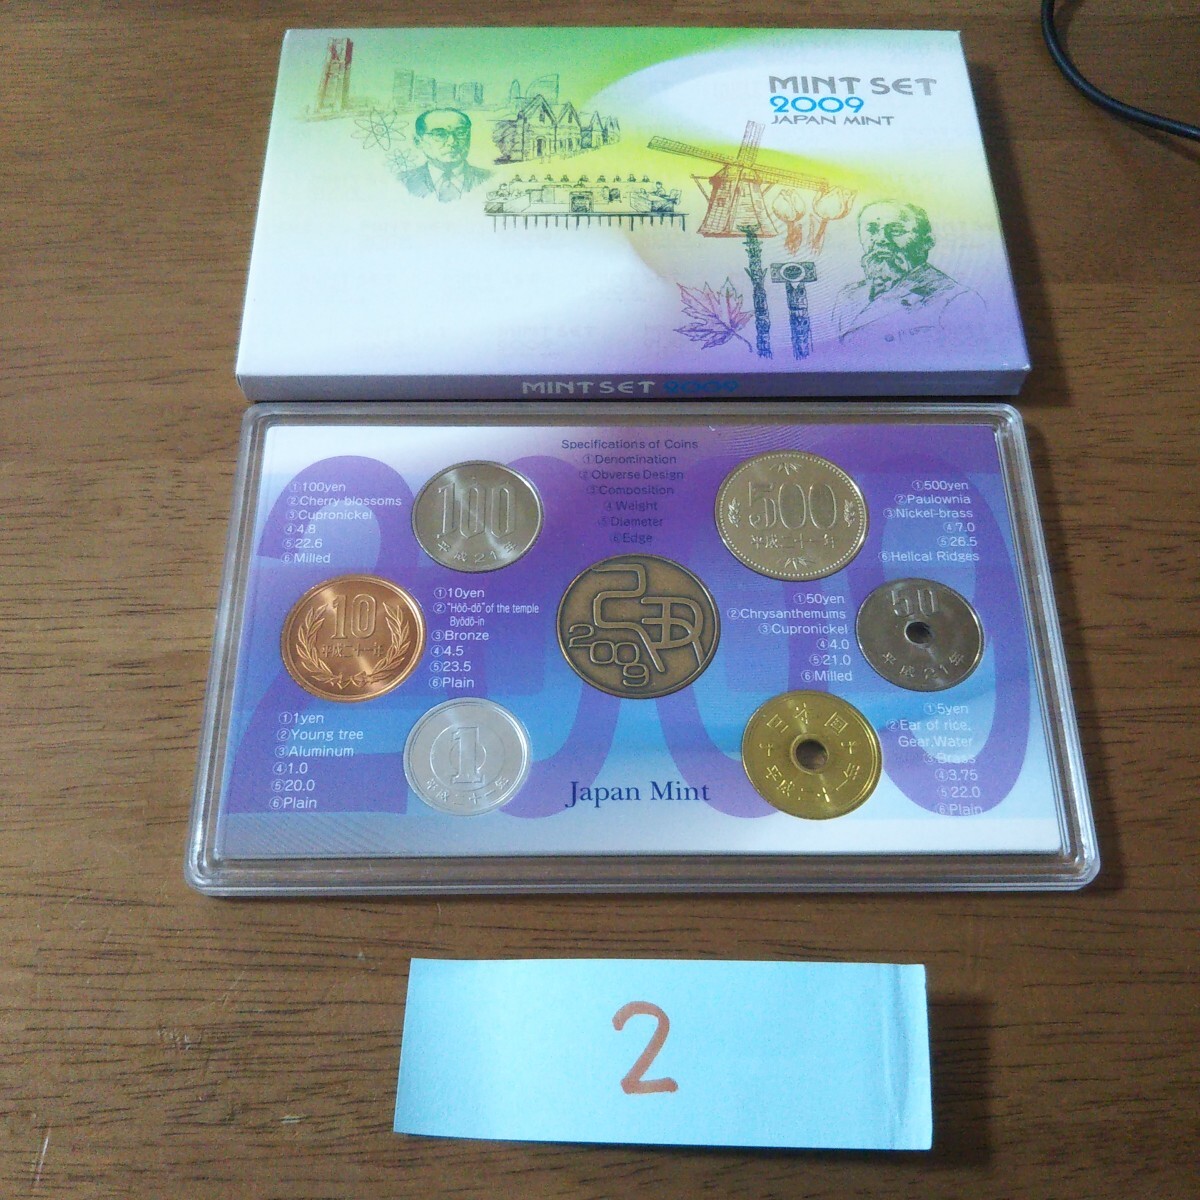 MINT SET
2009
JAPAN MINT
MINT SET 2009
Specifications of Coins
①Denomination
②Obverse Design
③Composition
④Weight
⑤Diameter
⑥Edge
①100yen
②Cherry blossoms
③Cupronickel
④4.8
⑤22.6
⑥Milled
100
平成21年
500
平成二十一年
①500yen
②Paulownia
③Nickel-brass
④7.0
⑤26.5
⑥Helical Ridges
10
平成二十一年
①10yen
②"Hōō-dō"of the temple
Byōdō-in
③Bronze
④4.5
⑤23.5
⑥Plain
2009
①50yen
②Chrysanthemums
③Cupronickel
④4.0
⑤21.0
⑥Milled
50
平成21年
①1yen
②Young tree
③Aluminum
④1.0
⑤20.0
⑥Plain
1
平成二十一年
Japan Mint
日本国
平成二十一年
①5yen
②Ear of rice,
Gear,Water
③Brass
④3.75
⑤22.0
⑥Plain
2